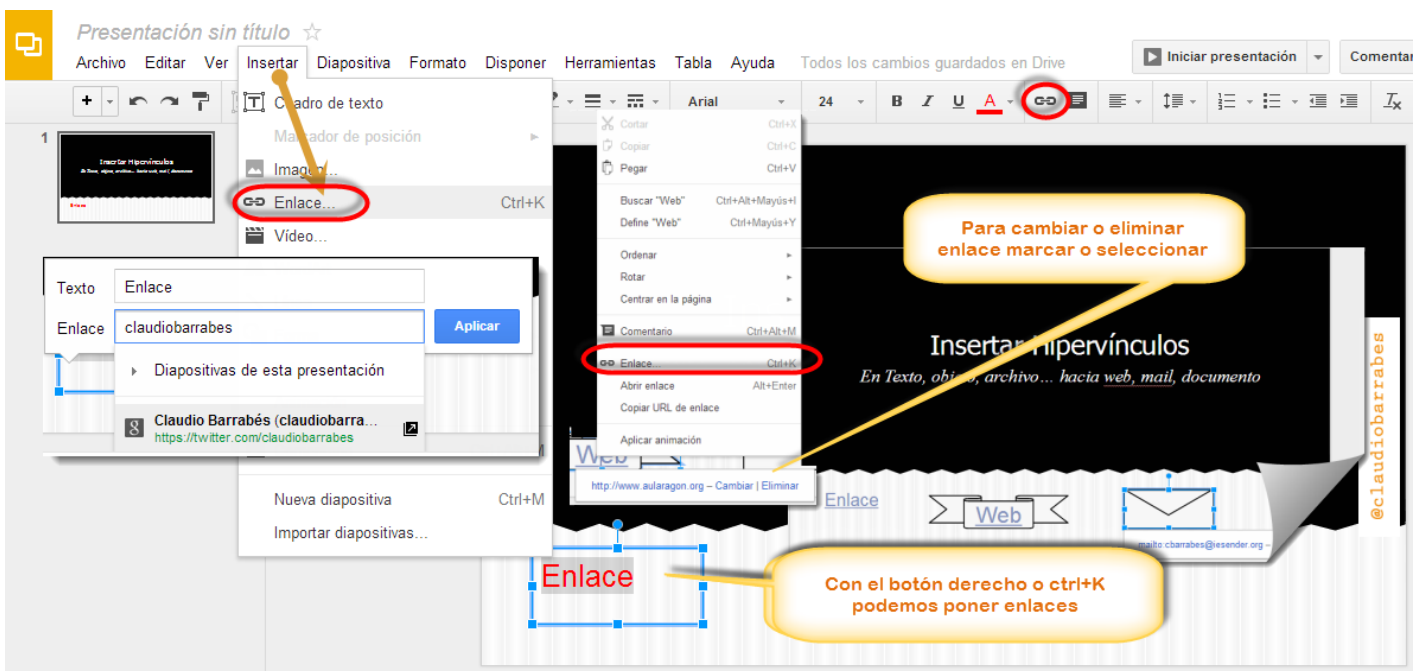 Presentación sin título
Archivo Editar Ver Insertar Diapositiva Formato Disponer Herramientas Tabla Ayuda Todos los cambios guardados en Drive
Iniciar presentación
Comentar
Arial 24 B I U A
1
Insertar Hipervínculos
Enlace
Cuadro de texto
Marcador de posición
Imagen...
Enlace... Ctrl+K
Vídeo...
Texto Enlace
Enlace claudiobarrabes Aplicar
Diapositivas de esta presentación
Claudio Barrabés (claudiobarra...
https://twitter.com/claudiobarrabes
Nueva diapositiva Ctrl+M
Importar diapositivas...
Cortar Ctrl+X
Copiar Ctrl+C
Pegar Ctrl+V
Buscar "Web" Ctrl+Alt+Mayús+I
Define "Web" Ctrl+Mayús+Y
Ordenar
Rotar
Centrar en la página
Comentario Ctrl+Alt+M
Enlace... Ctrl+K
Abrir enlace Alt+Enter
Copiar URL de enlace
Aplicar animación
Web
http://www.aularagon.org – Cambiar | Eliminar
Para cambiar o eliminar
enlace marcar o seleccionar
Insertar Hipervínculos
En Texto, objeto, archivo... hacia web, mail, documento
@claudiobarrabes
Enlace
Web
mailto:cbarrabes@iesender.org –
Enlace
Con el botón derecho o ctrl+K
podemos poner enlaces